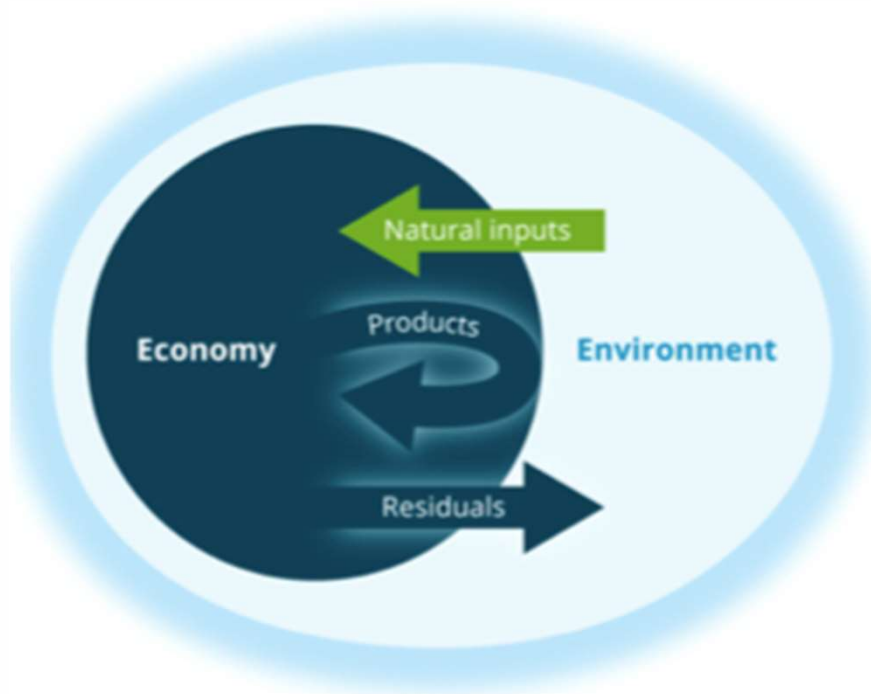 Natural inputs
Products
Economy
Environment
Residuals